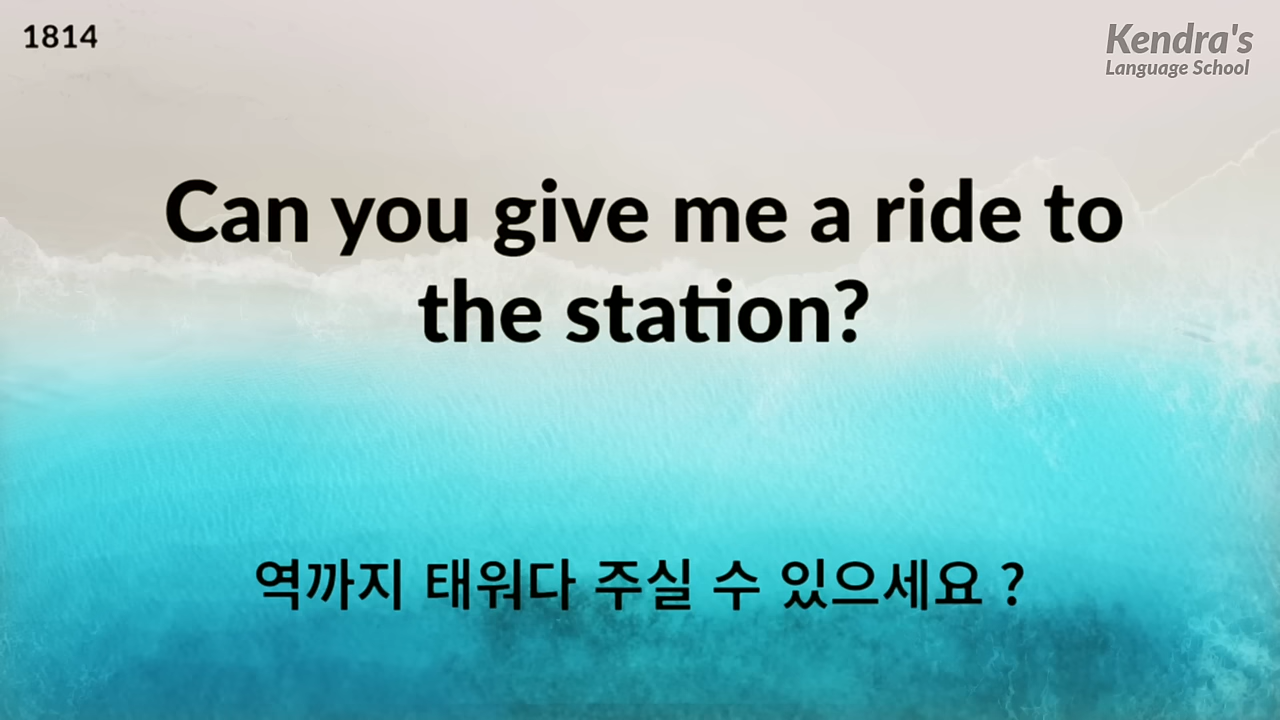 1814
Kendra's
Language School
Can you give me a ride to
the station?
역까지 태워다 주실 수 있으세요 ?